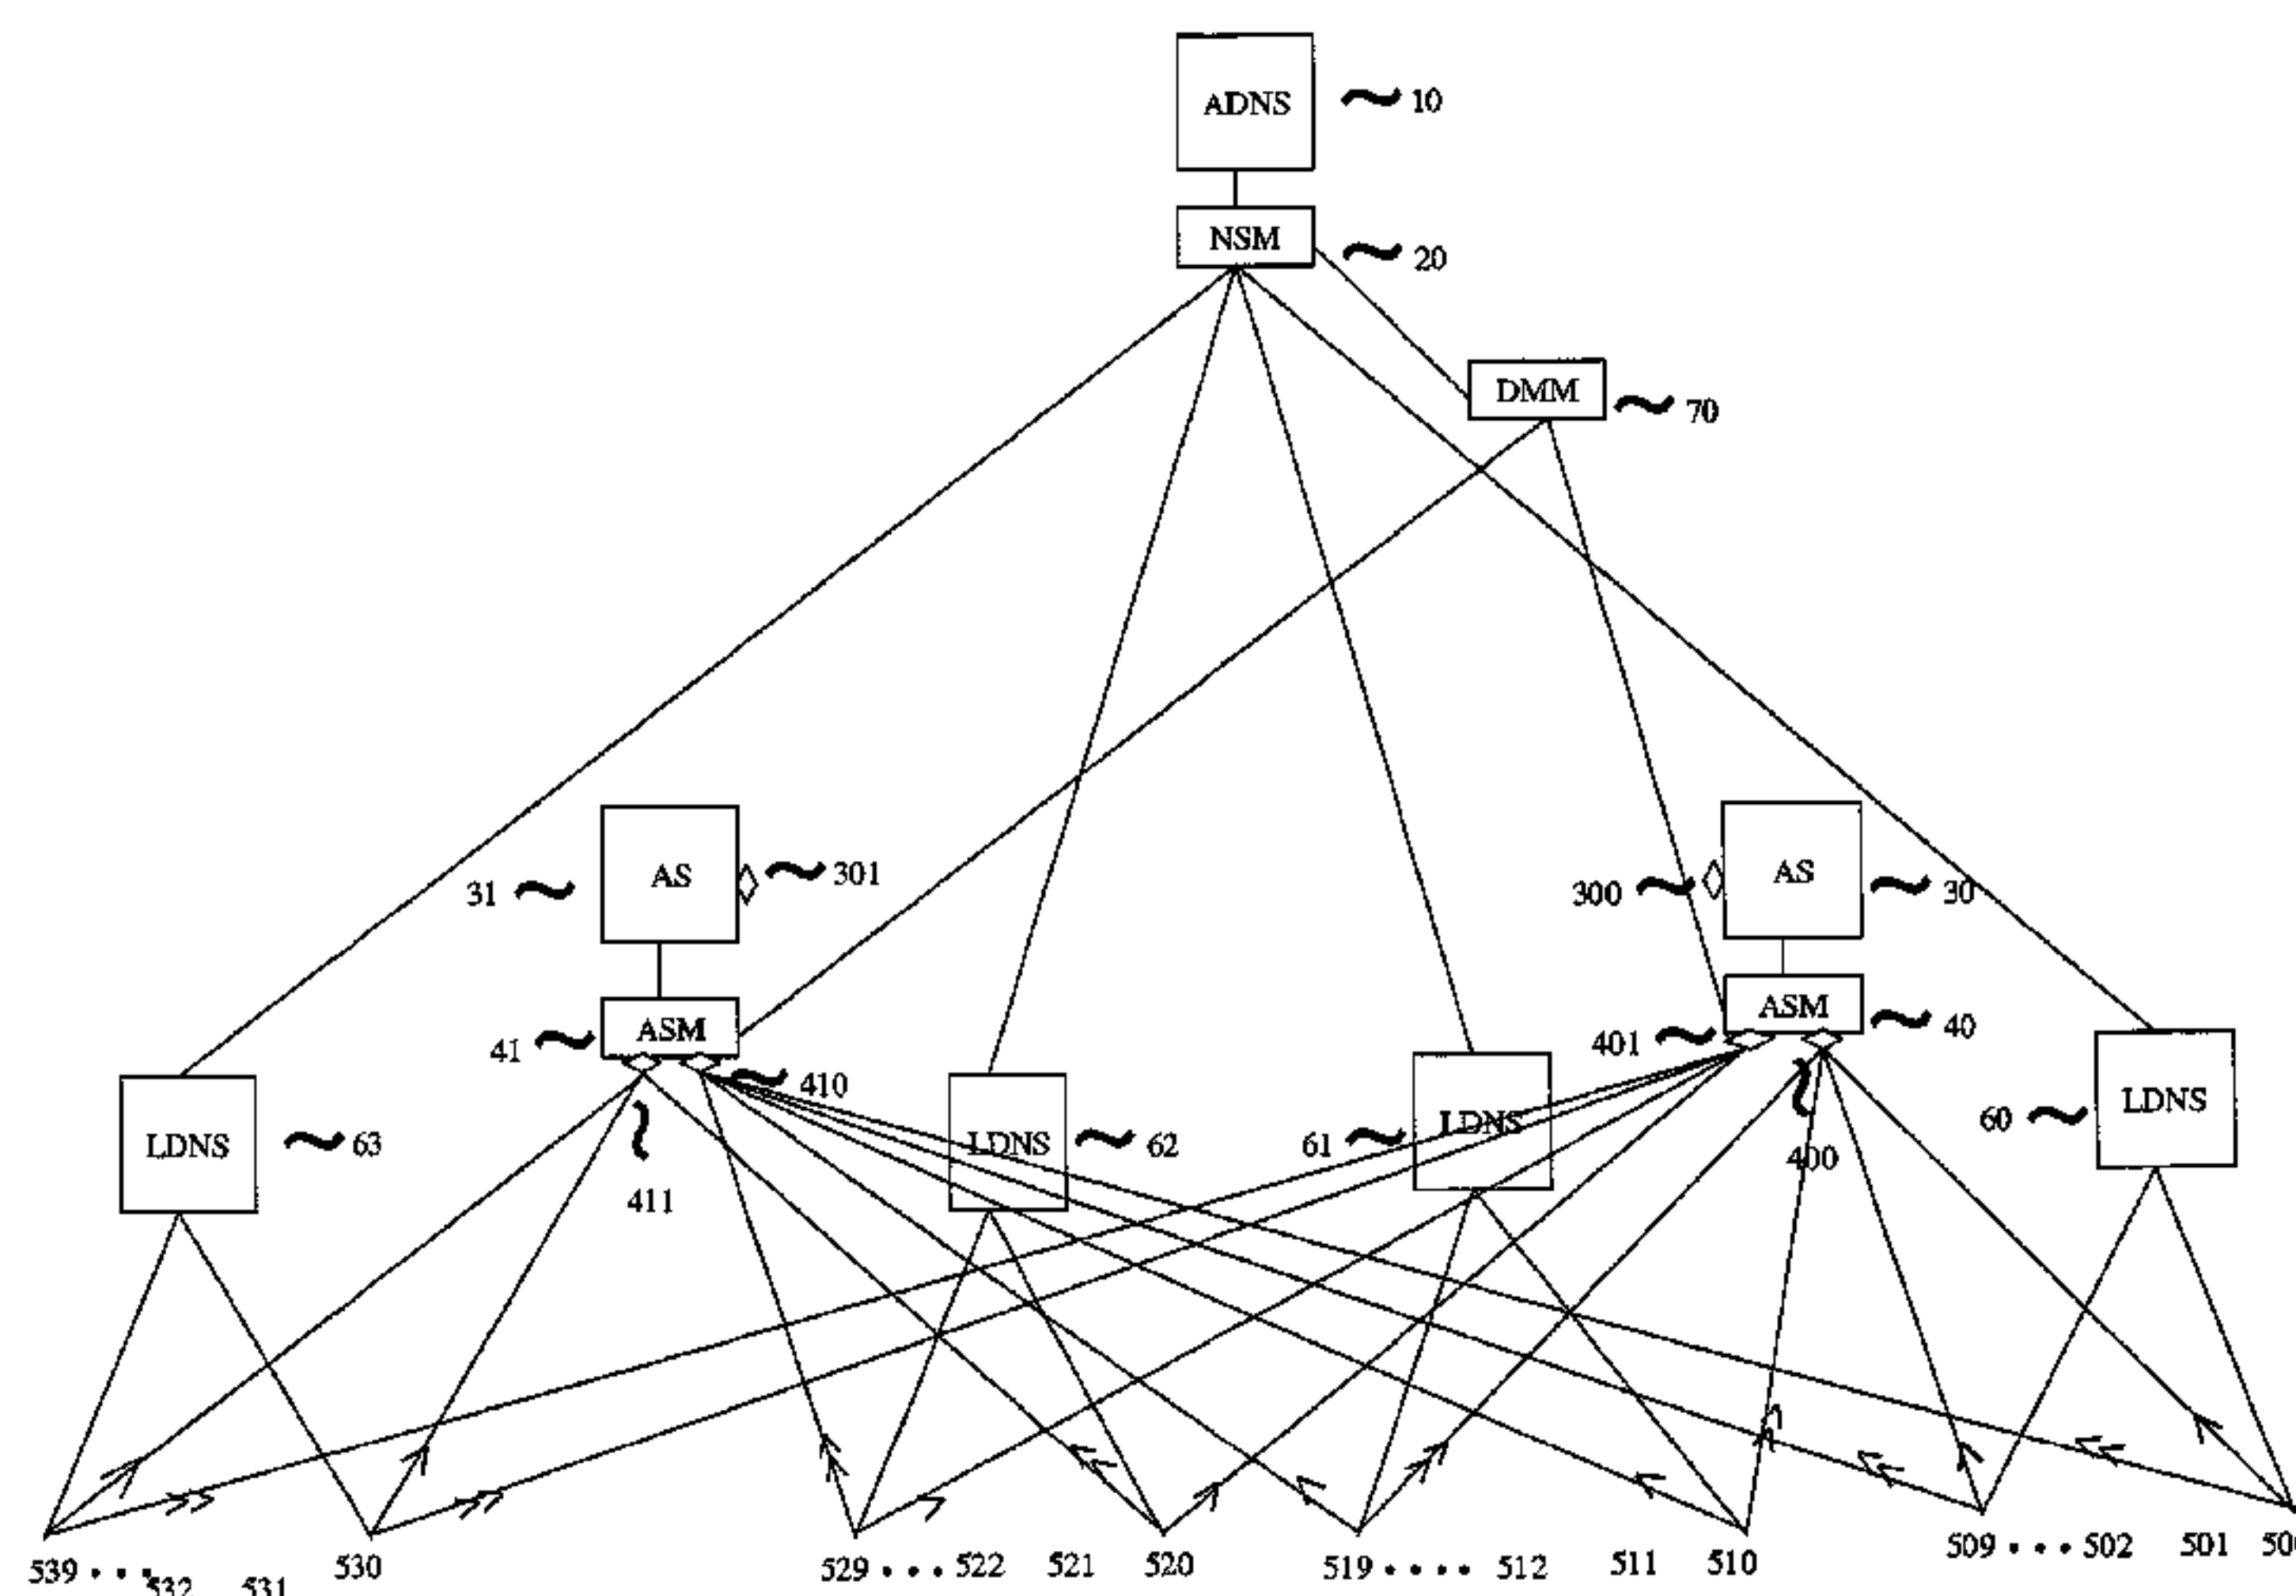 ADNS
10
NSM
20
DMM
70
AS
31
301
AS
300
30
ASM
41
410
411
ASM
401
40
400
LDNS
63
LDNS
62
61
LDNS
60
LDNS
539 • • • 532 531 530
529 • • • 522 521 520
519 • • • • 512 511 510
509 • • • 502 501